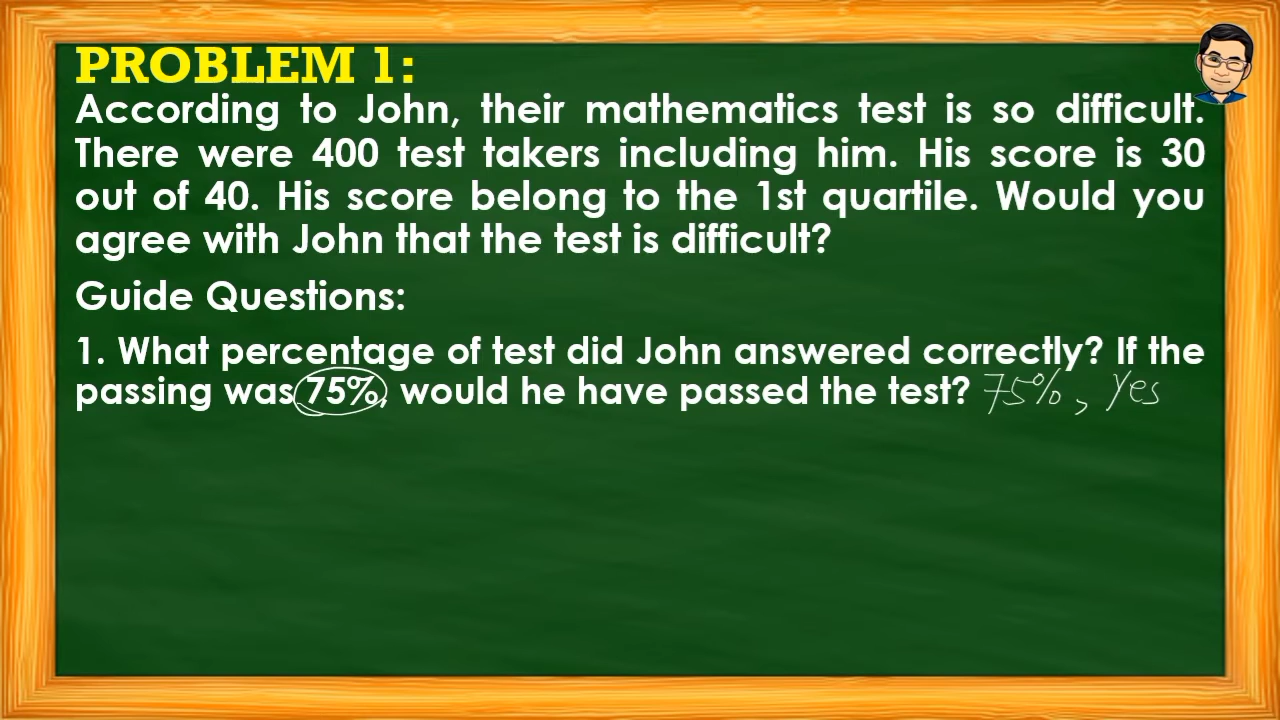 PROBLEM 1:
According to John, their mathematics test is so difficult.
There were 400 test takers including him. His score is 30
out of 40. His score belong to the 1st quartile. Would you
agree with John that the test is difficult?
Guide Questions:
1. What percentage of test did John answered correctly? If the
passing was 75%, would he have passed the test? 75%, yes